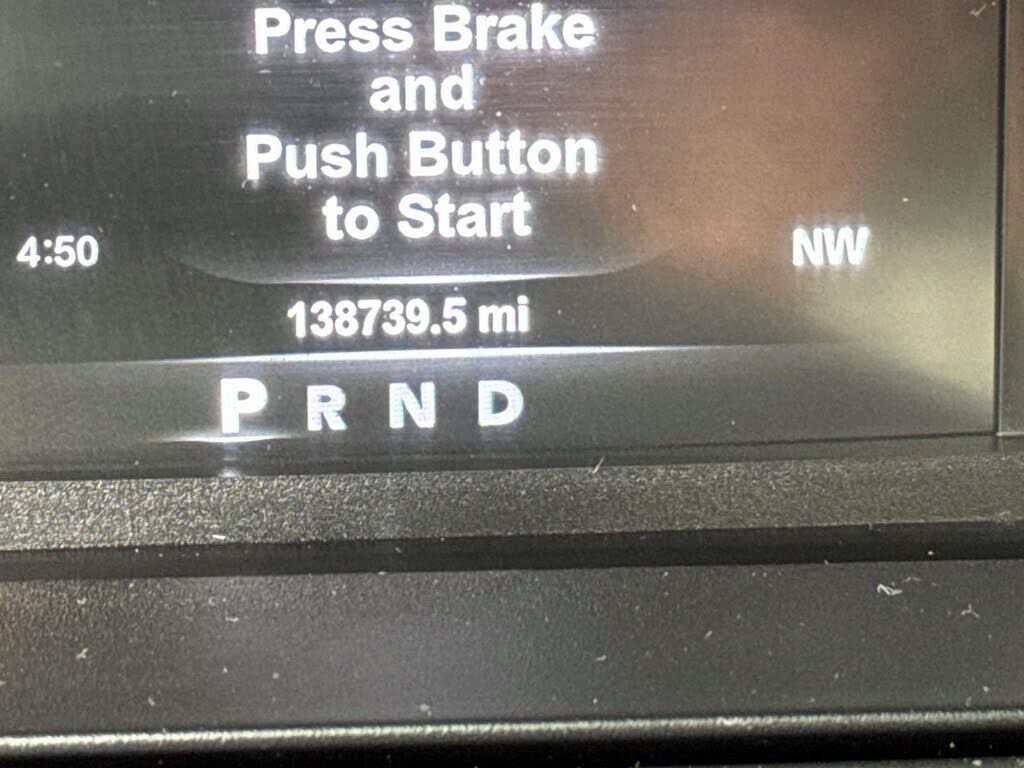 Press Brake
and
Push Button
to Start
4:50 NW
138739.5 mi
P R N D